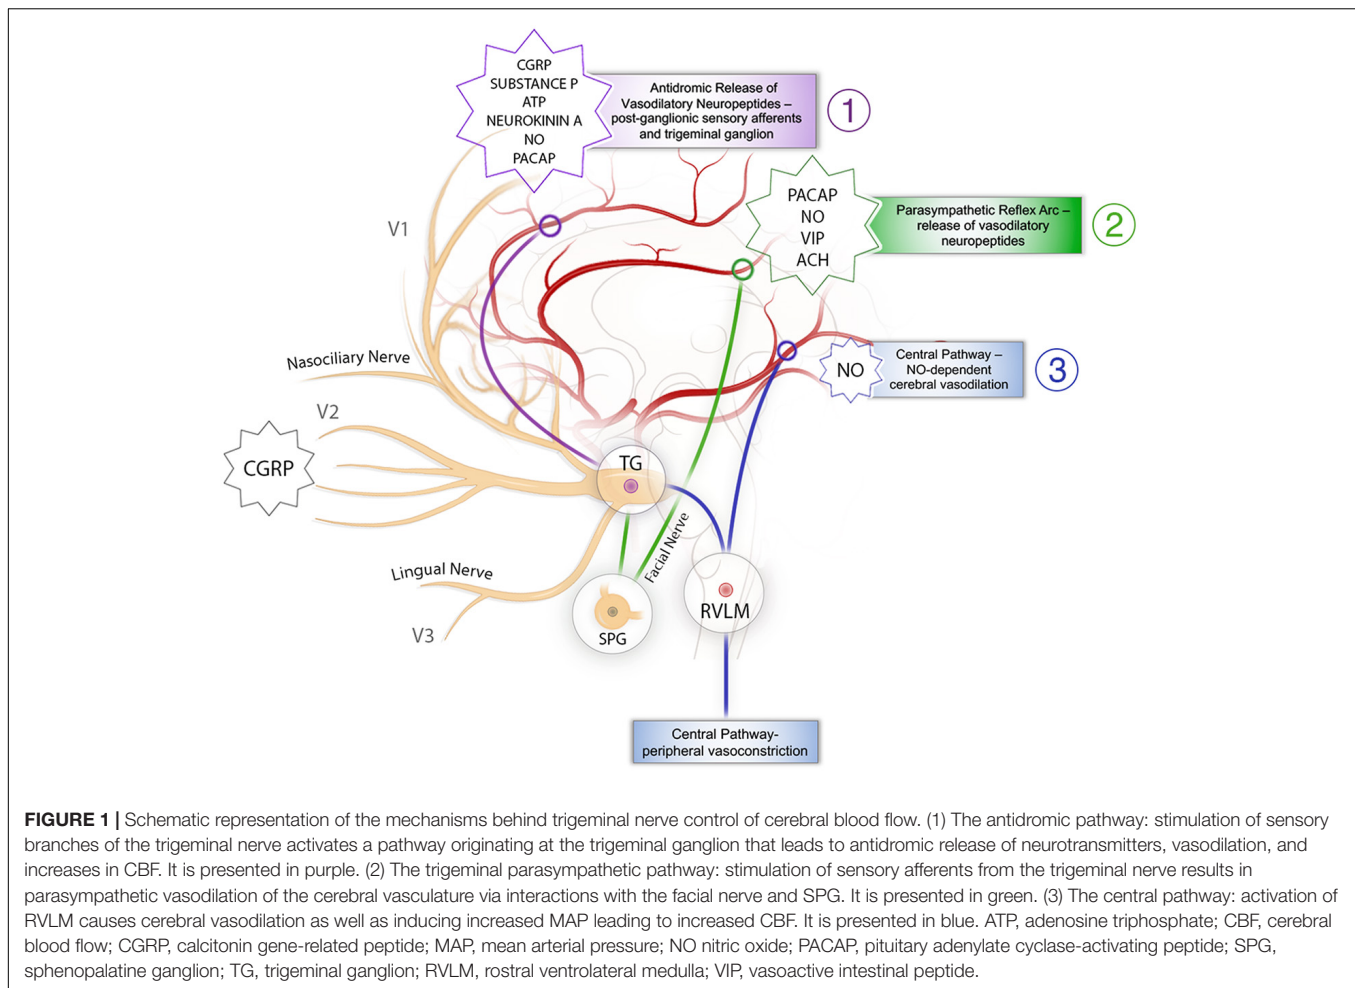 CGRP
SUBSTANCE P
ATP
NEUROKININ A
NO
PACAP
Antidromic Release of
Vasodilatory Neuropeptides –
post-ganglionic sensory afferents
and trigeminal ganglion
1
PACAP
NO
VIP
ACH
Parasympathetic Reflex Arc –
release of vasodilatory
neuropeptides
2
V1
NO
Central Pathway –
NO-dependent
cerebral vasodilation
3
Nasociliary Nerve
V2
CGRP
TG
Facial Nerve
Lingual Nerve
V3
SPG
RVLM
Central Pathway-
peripheral vasoconstriction
FIGURE 1 | Schematic representation of the mechanisms behind trigeminal nerve control of cerebral blood flow. (1) The antidromic pathway: stimulation of sensory
branches of the trigeminal nerve activates a pathway originating at the trigeminal ganglion that leads to antidromic release of neurotransmitters, vasodilation, and
increases in CBF. It is presented in purple. (2) The trigeminal parasympathetic pathway: stimulation of sensory afferents from the trigeminal nerve results in
parasympathetic vasodilation of the cerebral vasculature via interactions with the facial nerve and SPG. It is presented in green. (3) The central pathway: activation of
RVLM causes cerebral vasodilation as well as inducing increased MAP leading to increased CBF. It is presented in blue. ATP, adenosine triphosphate; CBF, cerebral
blood flow; CGRP, calcitonin gene-related peptide; MAP, mean arterial pressure; NO nitric oxide; PACAP, pituitary adenylate cyclase-activating peptide; SPG,
sphenopalatine ganglion; TG, trigeminal ganglion; RVLM, rostral ventrolateral medulla; VIP, vasoactive intestinal peptide.